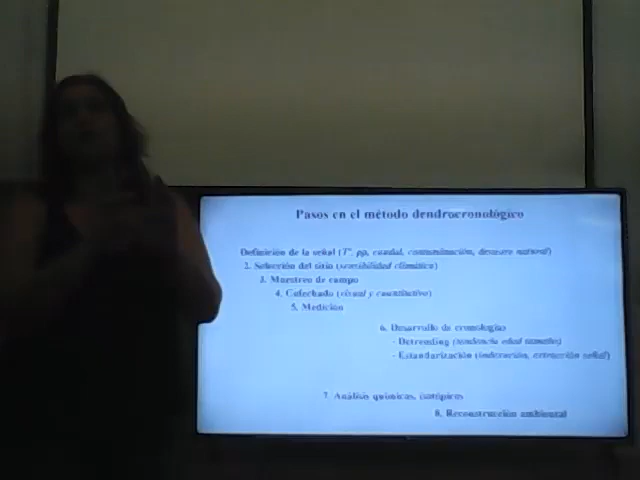 Pasos en el método dendrocronológico
Definición de la señal (Tº, pp, caudal, contaminación, desastre natural)
2. Selección del sitio (sensibilidad climática)
3. Muestreo de campo
4. Cofechado (visual y cuantitativo)
5. Medición
6. Desarrollo de cronologías
- Detrending (tendencia edad tamaño)
- Estandarización (indexación, extracción señal)
7. Análisis químicos, isotópicos
8. Reconstrucción ambiental